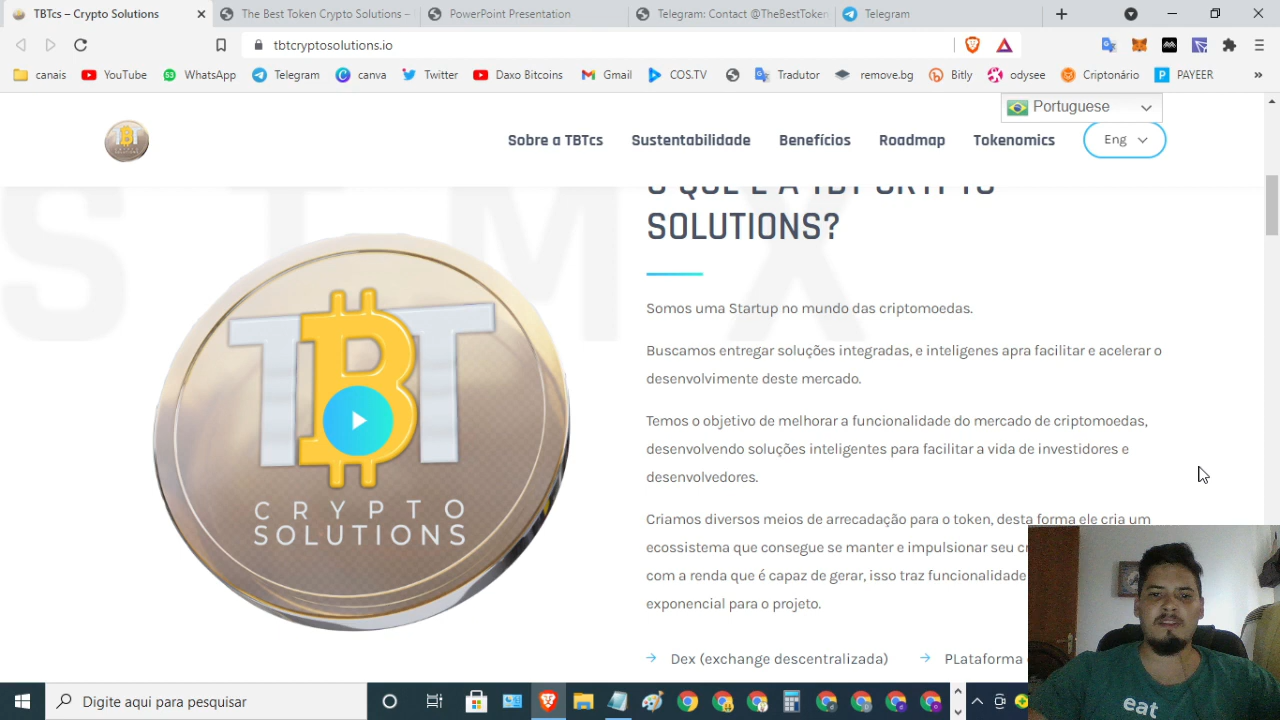 TBTcs – Crypto Solutions
The Best Token Crypto Solutions –
PowerPoint Presentation
Telegram: Contact @TheBestToken
Telegram
tbtcryptosolutions.io
canais
YouTube
WhatsApp
Telegram
canva
Twitter
Daxo Bitcoins
Gmail
COS.TV
Tradutor
remove.bg
Bitly
odysee
Criptonário
PAYEER
Portuguese
Sobre a TBTcs
Sustentabilidade
Benefícios
Roadmap
Tokenomics
Eng
STMX
O QUE É A TBT CRYPTO
SOLUTIONS?
TBT
CRYPTO
SOLUTIONS
Somos uma Startup no mundo das criptomoedas.
Buscamos entregar soluções integradas, e inteligenes apra facilitar e acelerar o
desenvolvimente deste mercado.
Temos o objetivo de melhorar a funcionalidade do mercado de criptomoedas,
desenvolvendo soluções inteligentes para facilitar a vida de investidores e
desenvolvedores.
Criamos diversos meios de arrecadação para o token, desta forma ele cria um
ecossistema que consegue se manter e impulsionar seu
com a renda que é capaz de gerar, isso traz funcionalidade
exponencial para o projeto.
Dex (exchange descentralizada)
PLataforma
eat
Digite aqui para pesquisar